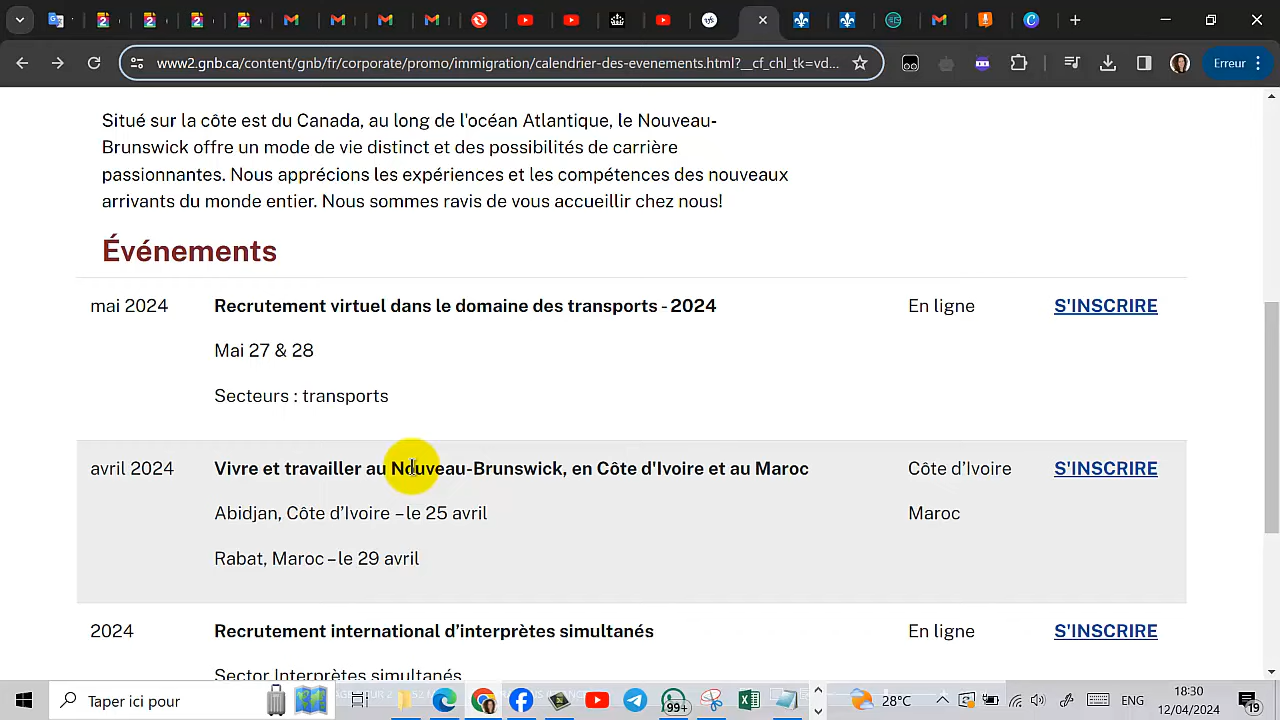 www2.gnb.ca/content/gnb/fr/corporate/promo/immigration/calendrier-des-evenements.html?__cf_chl_tk=vd...
Erreur
Situé sur la côte est du Canada, au long de l'océan Atlantique, le Nouveau-
Brunswick offre un mode de vie distinct et des possibilités de carrière
passionnantes. Nous apprécions les expériences et les compétences des nouveaux
arrivants du monde entier. Nous sommes ravis de vous accueillir chez nous!
Événements
mai 2024 Recrutement virtuel dans le domaine des transports - 2024 En ligne S'INSCRIRE
Mai 27 & 28
Secteurs : transports
avril 2024 Vivre et travailler au Nouveau-Brunswick, en Côte d'Ivoire et au Maroc Côte d’Ivoire S'INSCRIRE
Abidjan, Côte d’Ivoire – le 25 avril Maroc
Rabat, Maroc – le 29 avril
2024 Recrutement international d’interprètes simultanés En ligne S'INSCRIRE
Sector Interprètes simultanés
Taper ici pour
99+
28°C
ENG
18:30
12/04/2024
19